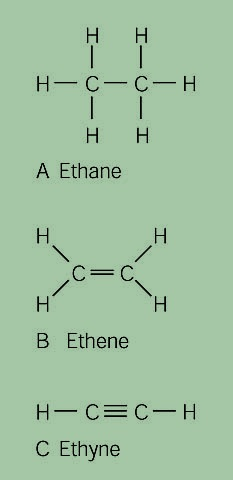 H H
H C C H
H H
A Ethane
H H
C C
H H
B Ethene
H C C H
C Ethyne